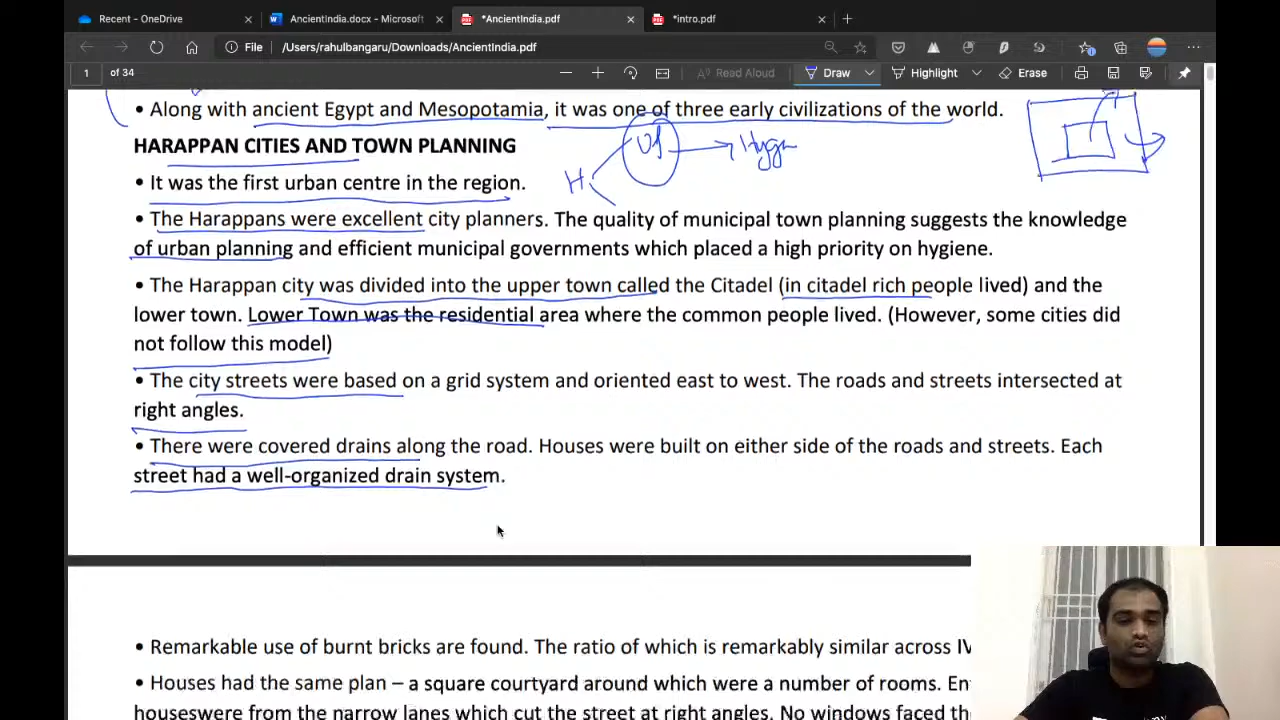 Recent - OneDrive
AncientIndia.docx - Microsoft
*AncientIndia.pdf
*intro.pdf
File
/Users/rahulbangaru/Downloads/AncientIndia.pdf
1 of 34
Read Aloud
Draw
Highlight
Erase
• Along with ancient Egypt and Mesopotamia, it was one of three early civilizations of the world.
HARAPPAN CITIES AND TOWN PLANNING
H
• It was the first urban centre in the region.
• The Harappans were excellent city planners. The quality of municipal town planning suggests the knowledge
of urban planning and efficient municipal governments which placed a high priority on hygiene.
• The Harappan city was divided into the upper town called the Citadel (in citadel rich people lived) and the
lower town. Lower Town was the residential area where the common people lived. (However, some cities did
not follow this model)
• The city streets were based on a grid system and oriented east to west. The roads and streets intersected at
right angles.
• There were covered drains along the road. Houses were built on either side of the roads and streets. Each
street had a well-organized drain system.
• Remarkable use of burnt bricks are found. The ratio of which is remarkably similar across IV
• Houses had the same plan – a square courtyard around which were a number of rooms. En
houseswere from the narrow lanes which cut the street at right angles. No windows faced th